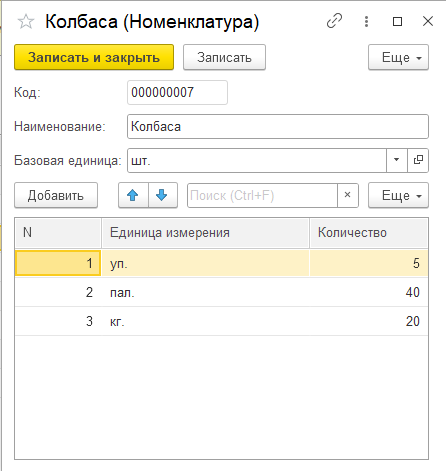 Колбаса (Номенклатура)
Записать и закрыть Записать Еще
Код: 000000007
Наименование: Колбаса
Базовая единица: шт.
Добавить Поиск (Ctrl+F) × Еще
N Единица измерения Количество
1 уп. 5
2 пал. 40
3 кг. 20